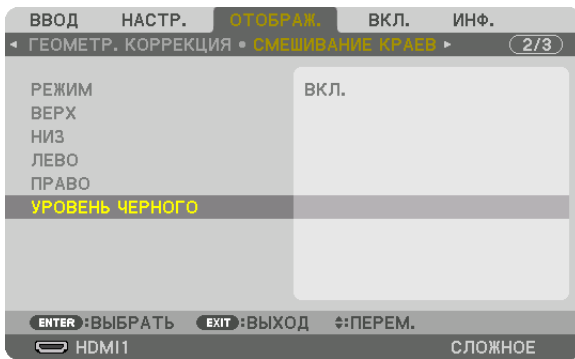 ВВОД НАСТР. ОТОБРАЖ. ВКЛ. ИНФ.
◂ ГЕОМЕТР. КОРРЕКЦИЯ • СМЕШИВАНИЕ КРАЕВ ▸ 2/3
РЕЖИМ ВКЛ.
ВЕРХ
НИЗ
ЛЕВО
ПРАВО
УРОВЕНЬ ЧЕРНОГО
ENTER :ВЫБРАТЬ EXIT :ВЫХОД ♦:ПЕРЕМ.
HDMI1 СЛОЖНОЕ